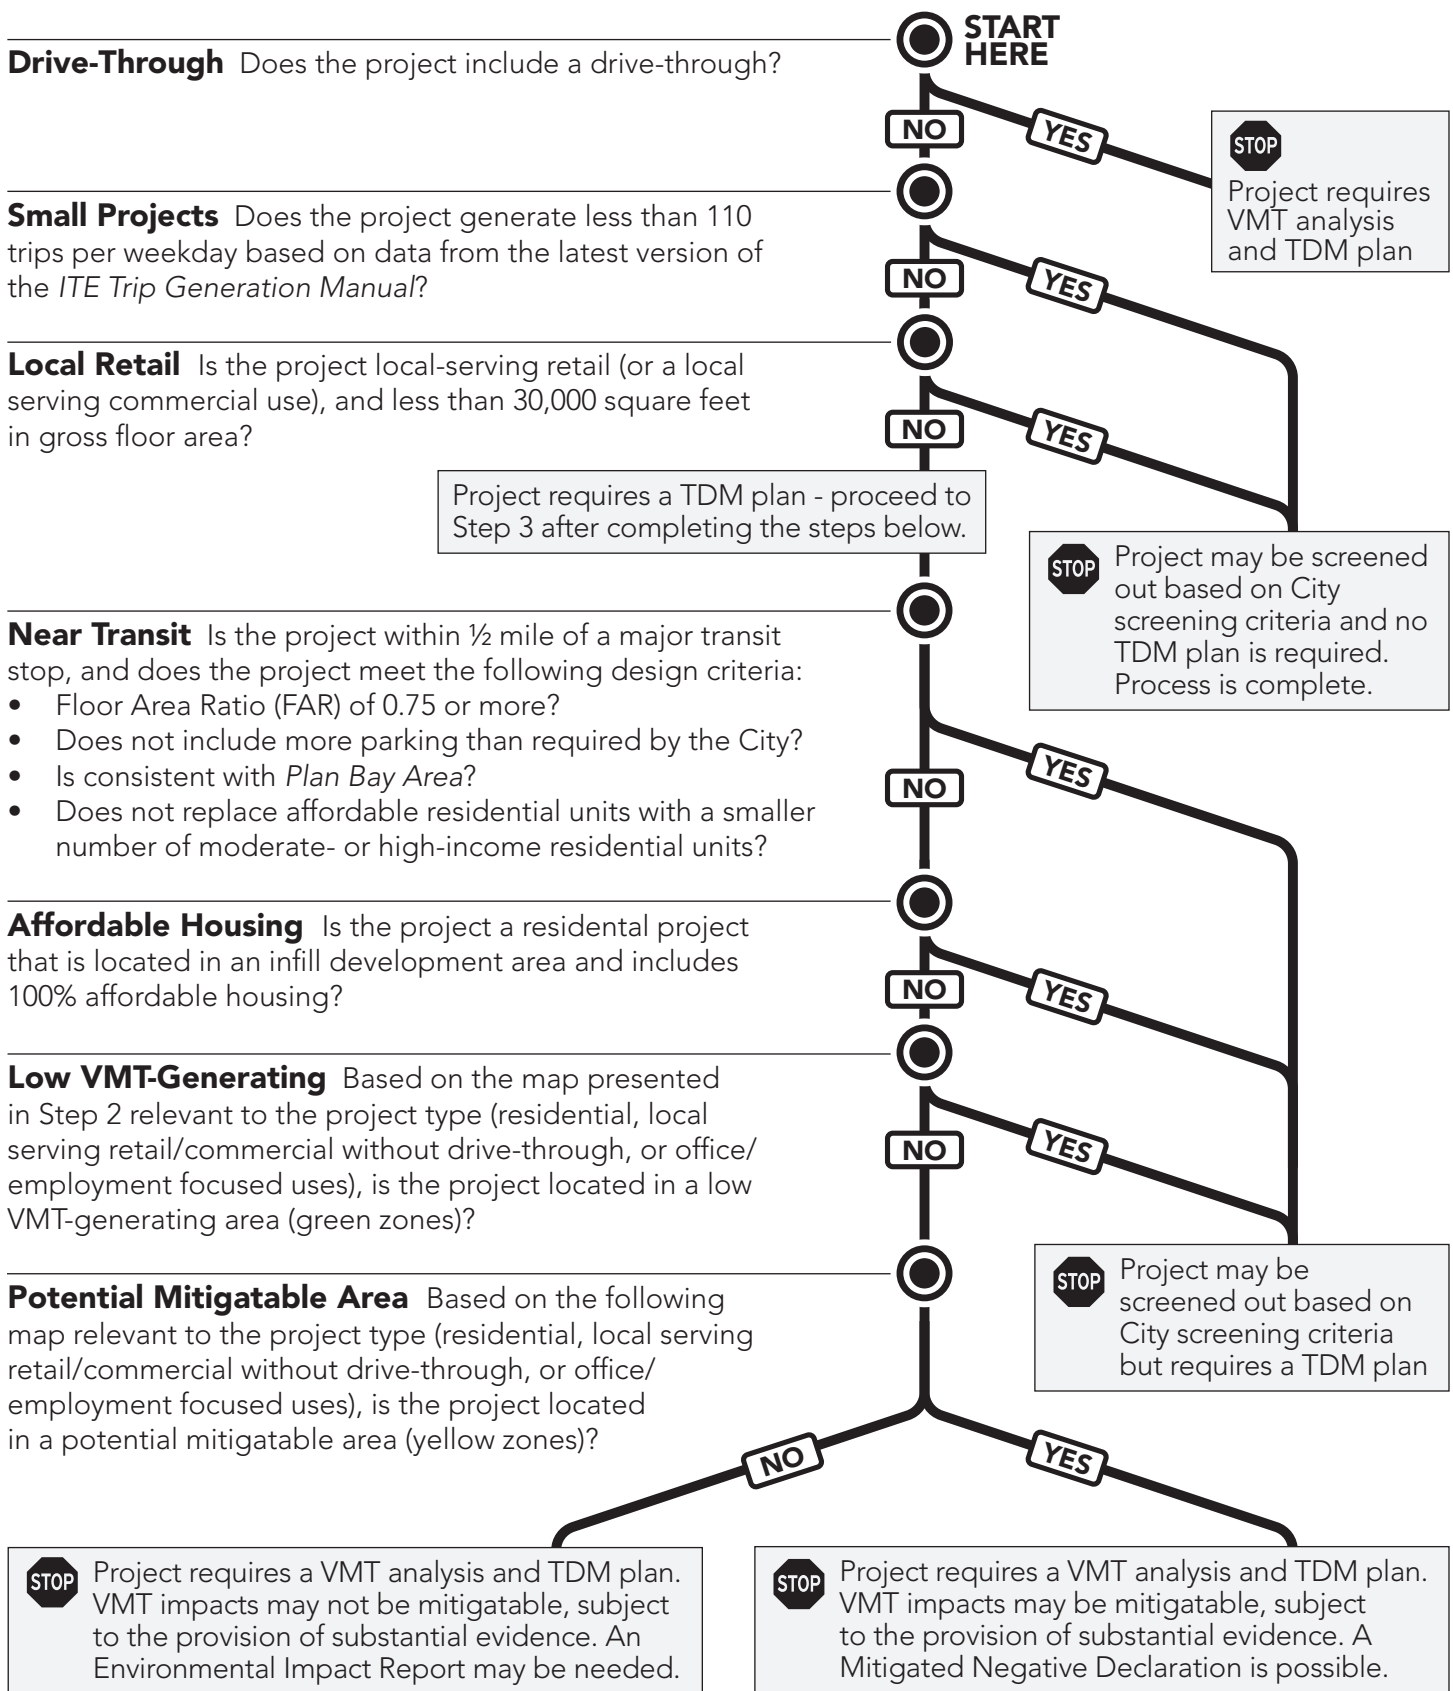 START
HERE
Drive-Through Does the project include a drive-through?
NO
YES
STOP
Project requires
VMT analysis
and TDM plan
Small Projects Does the project generate less than 110
trips per weekday based on data from the latest version of
the ITE Trip Generation Manual?
NO
YES
Local Retail Is the project local-serving retail (or a local
serving commercial use), and less than 30,000 square feet
in gross floor area?
NO
YES
Project requires a TDM plan - proceed to
Step 3 after completing the steps below.
STOP
Project may be screened
out based on City
screening criteria and no
TDM plan is required.
Process is complete.
Near Transit Is the project within ½ mile of a major transit
stop, and does the project meet the following design criteria:
• Floor Area Ratio (FAR) of 0.75 or more?
• Does not include more parking than required by the City?
• Is consistent with Plan Bay Area?
• Does not replace affordable residential units with a smaller
number of moderate- or high-income residential units?
NO
YES
Affordable Housing Is the project a residental project
that is located in an infill development area and includes
100% affordable housing?
NO
YES
Low VMT-Generating Based on the map presented
in Step 2 relevant to the project type (residential, local
serving retail/commercial without drive-through, or office/
employment focused uses), is the project located in a low
VMT-generating area (green zones)?
NO
YES
STOP
Project may be
screened out based on
City screening criteria
but requires a TDM plan
Potential Mitigatable Area Based on the following
map relevant to the project type (residential, local serving
retail/commercial without drive-through, or office/
employment focused uses), is the project located
in a potential mitigatable area (yellow zones)?
NO
YES
STOP
Project requires a VMT analysis and TDM plan.
VMT impacts may not be mitigatable, subject
to the provision of substantial evidence. An
Environmental Impact Report may be needed.
STOP
Project requires a VMT analysis and TDM plan.
VMT impacts may be mitigatable, subject
to the provision of substantial evidence. A
Mitigated Negative Declaration is possible.